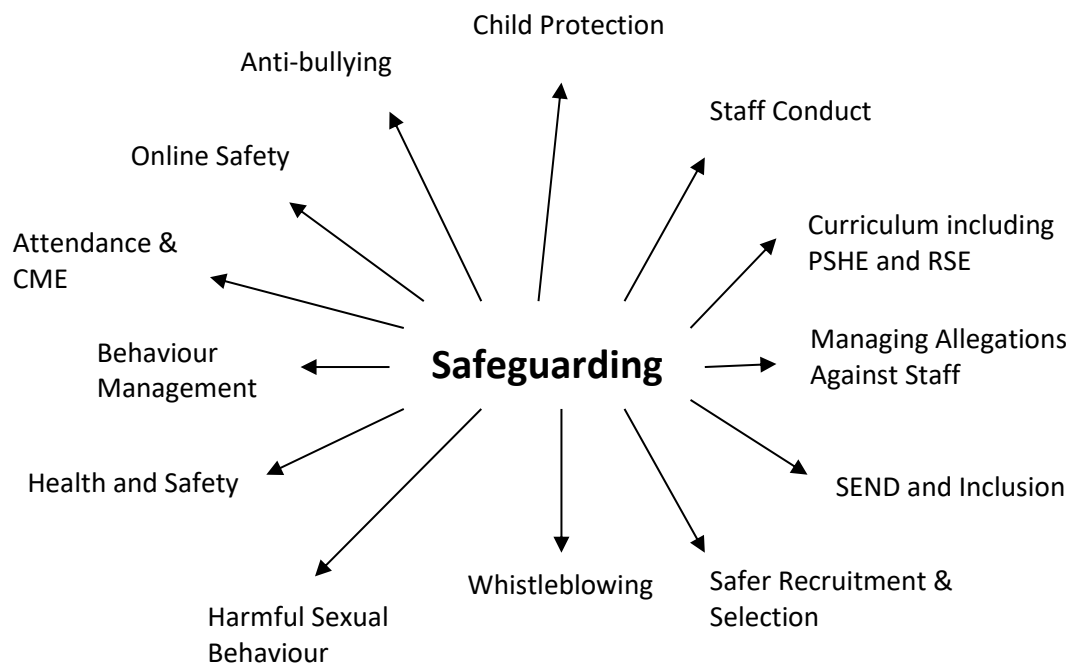 Child Protection
Anti-bullying
Staff Conduct
Online Safety
Curriculum including
PSHE and RSE
Attendance &
CME
Managing Allegations
Against Staff
Behaviour
Management
Safeguarding
Health and Safety
SEND and Inclusion
Whistleblowing
Safer Recruitment &
Selection
Harmful Sexual
Behaviour